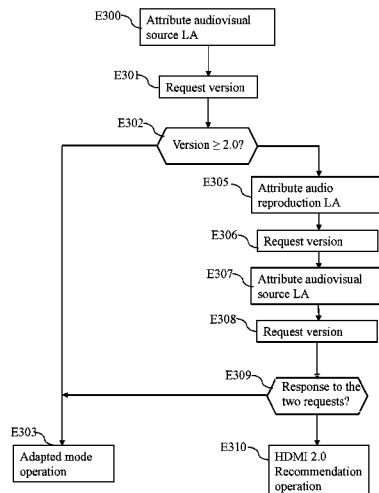 E300
Attribute audiovisual
source LA
E301
Request version
E302
Version ≥ 2.0?
E305
Attribute audio
reproduction LA
E306
Request version
E307
Attribute audiovisual
source LA
E308
Request version
E309
Response to the
two requests?
E303
Adapted mode
operation
E310
HDMI 2.0
Recommendation
operation